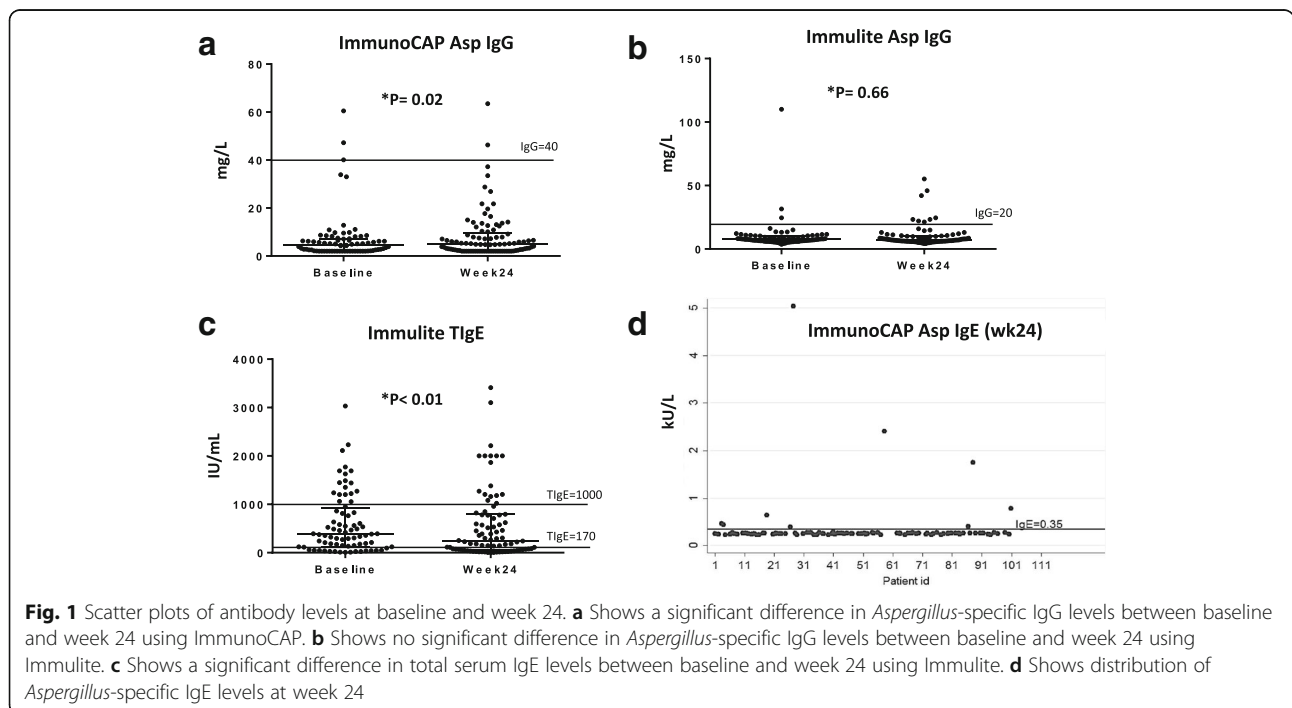 a
ImmunoCAP Asp IgG
80
60
40
20
0
mg/L
*P= 0.02
IgG=40
Baseline
Week24
b
Immulite Asp IgG
150
100
50
0
mg/L
*P= 0.66
IgG=20
Baseline
Week24
c
Immulite TIgE
4000
3000
2000
1000
0
IU/mL
*P< 0.01
TIgE=1000
TIgE=170
Baseline
Week24
d
ImmunoCAP Asp IgE (wk24)
5
4
3
2
1
0
kU/L
IgE=0.35
1 11 21 31 41 51 61 71 81 91 101 111
Patient id
Fig. 1 Scatter plots of antibody levels at baseline and week 24. a Shows a significant difference in Aspergillus-specific IgG levels between baseline
and week 24 using ImmunoCAP. b Shows no significant difference in Aspergillus-specific IgG levels between baseline and week 24 using
Immulite. c Shows a significant difference in total serum IgE levels between baseline and week 24 using Immulite. d Shows distribution of
Aspergillus-specific IgE levels at week 24